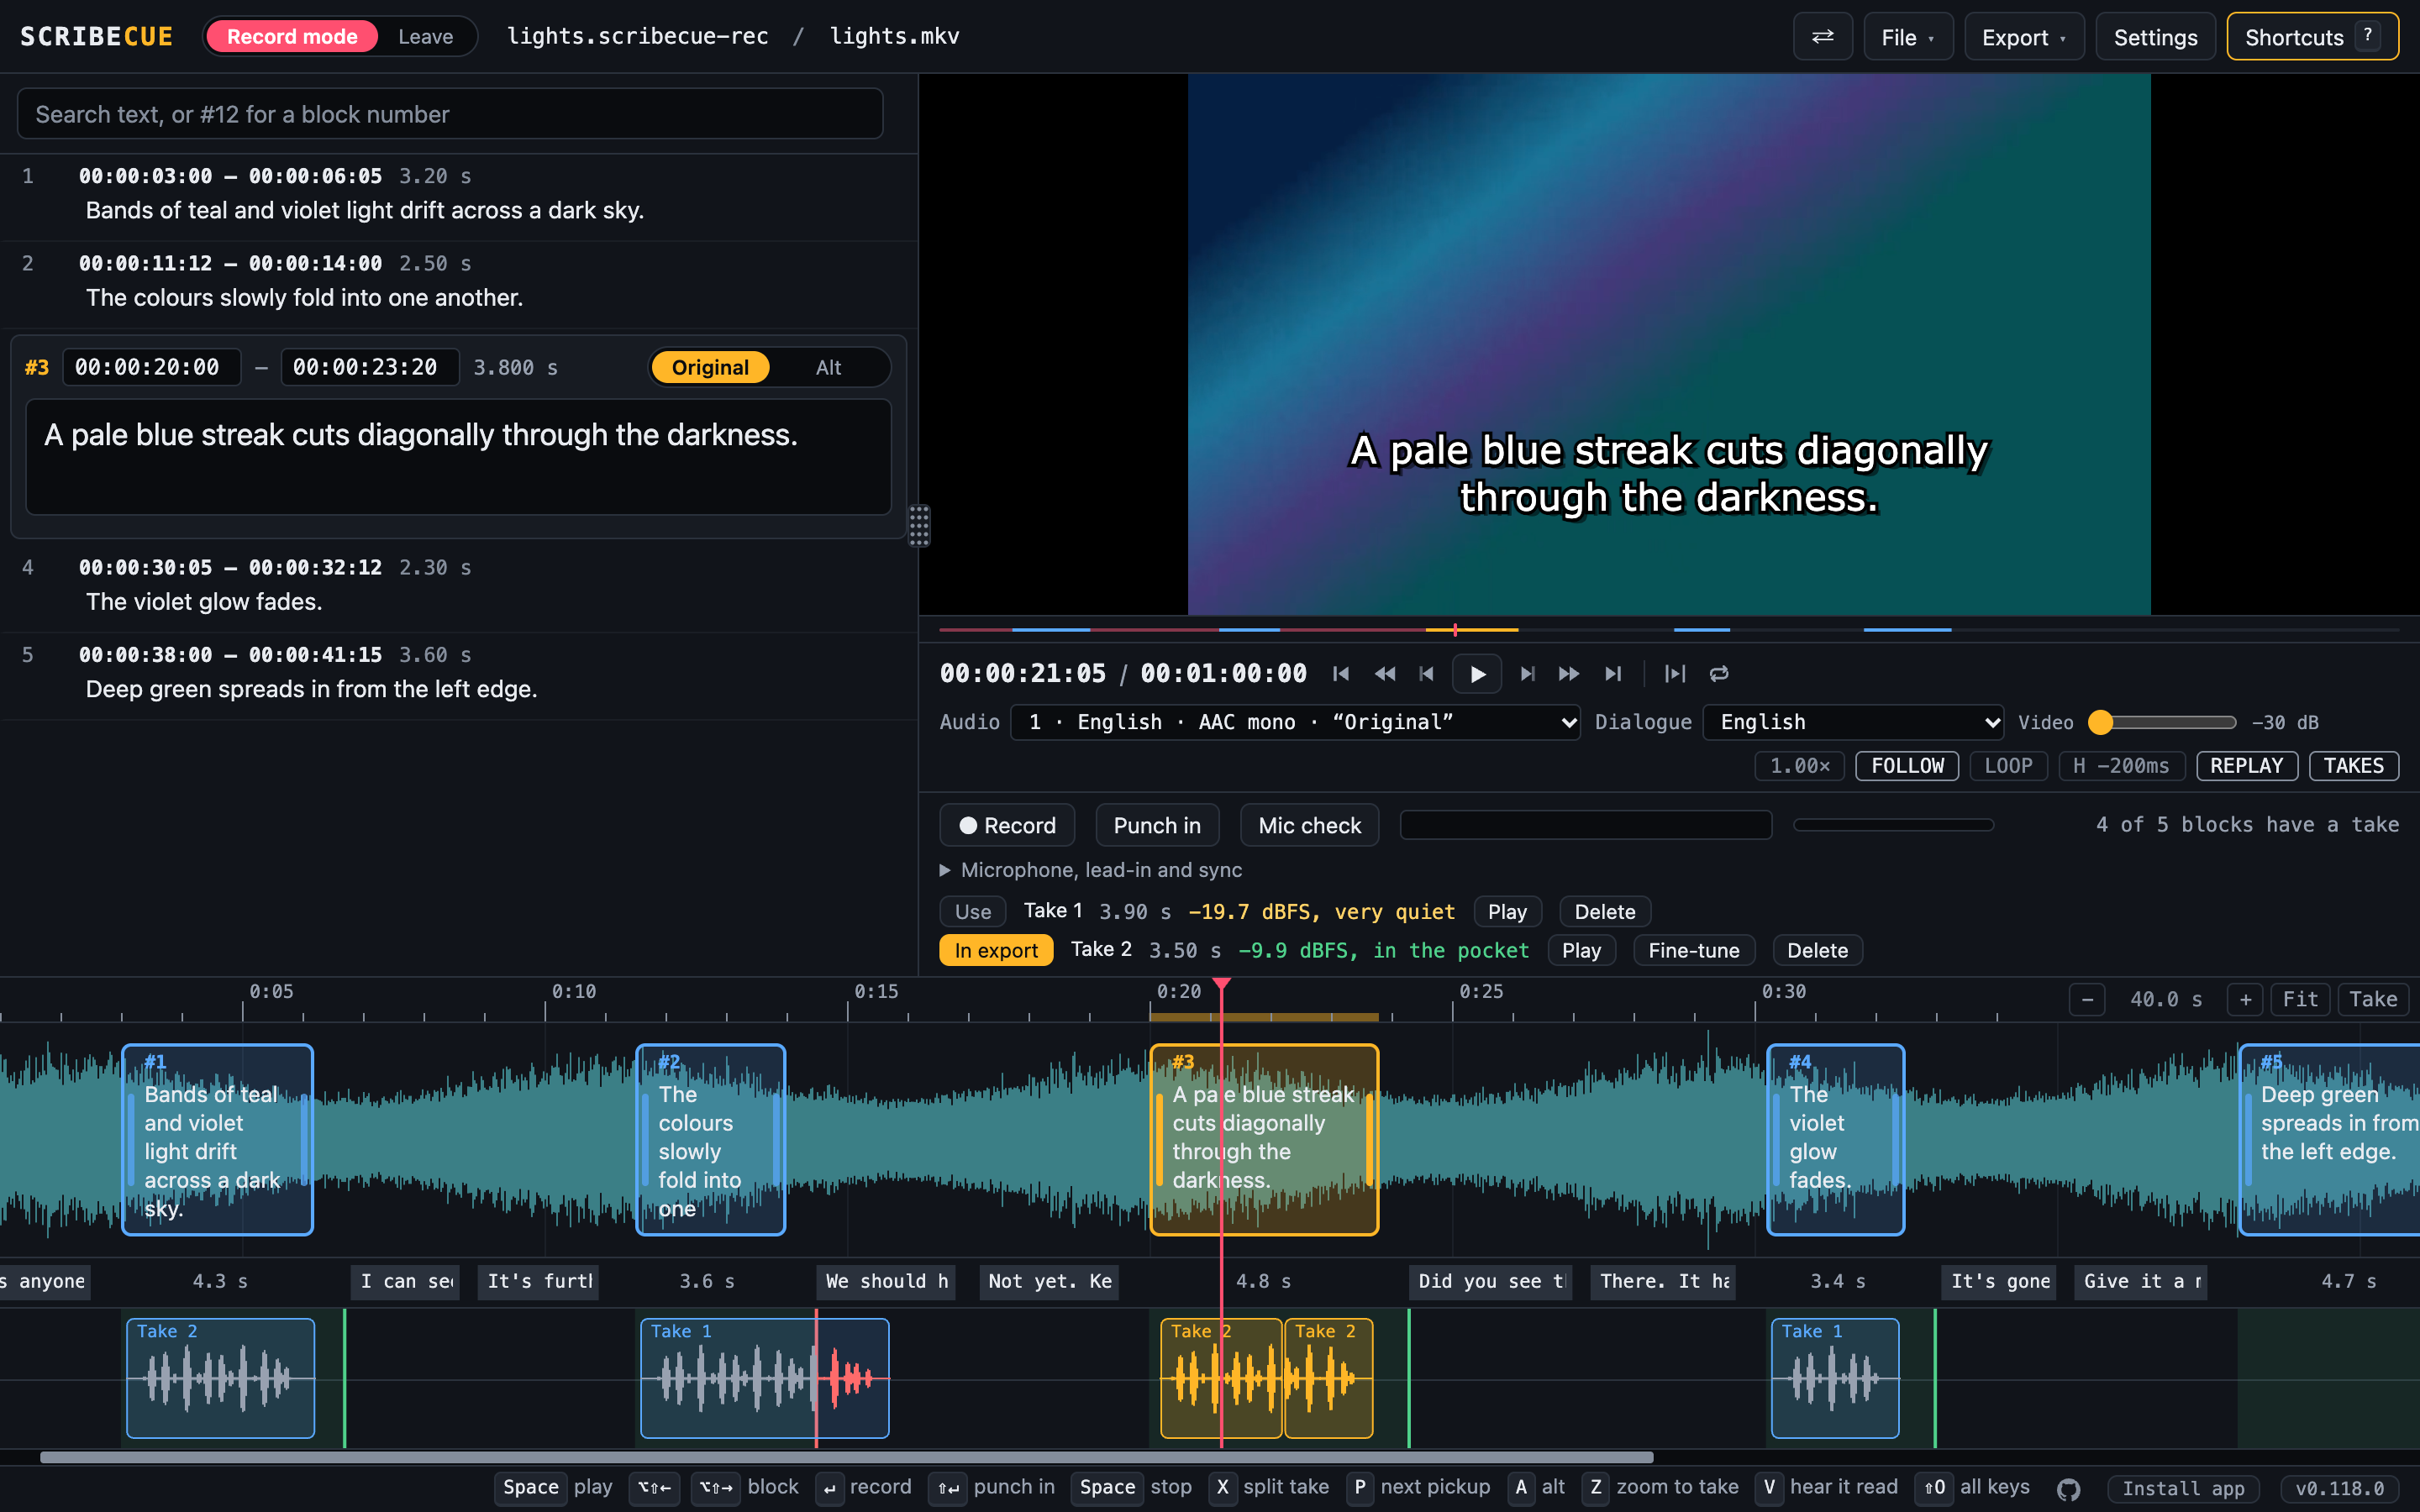 SCRIBECUE Record mode Leave lights.scribecue-rec / lights.mkv ⇄ File Export Settings Shortcuts ?
Search text, or #12 for a block number
1 00:00:03:00 – 00:00:06:05 3.20 s
Bands of teal and violet light drift across a dark sky.
2 00:00:11:12 – 00:00:14:00 2.50 s
The colours slowly fold into one another.
#3 00:00:20:00 – 00:00:23:20 3.800 s Original Alt
A pale blue streak cuts diagonally through the darkness.
4 00:00:30:05 – 00:00:32:12 2.30 s
The violet glow fades.
5 00:00:38:00 – 00:00:41:15 3.60 s
Deep green spreads in from the left edge.
A pale blue streak cuts diagonally
through the darkness.
00:00:21:05 / 00:01:00:00
Audio 1 · English · AAC mono · “Original” Dialogue English Video −30 dB
1.00× FOLLOW LOOP H −200ms REPLAY TAKES
Record Punch in Mic check 4 of 5 blocks have a take
Microphone, lead-in and sync
Use Take 1 3.90 s −19.7 dBFS, very quiet Play Delete
In export Take 2 3.50 s −9.9 dBFS, in the pocket Play Fine-tune Delete
0:05 0:10 0:15 0:20 0:25 0:30 − 40.0 s + Fit Take
#1
Bands of teal
and violet
light drift
across a dark
sky.
#2
The
colours
slowly
fold into
one
#3
A pale blue streak
cuts diagonally
through the
darkness.
#4
The
violet
glow
fades.
#5
Deep green
spreads in from
the left edge.
s anyone 4.3 s I can see It's furth 3.6 s We should h Not yet. Ke 4.8 s Did you see t There. It ha 3.4 s It's gone Give it a 4.7 s
Take 2 Take 1 Take 2 Take 2 Take 1
Space play ⌥⇧← ⌥⇧→ block ↵ record ⇧↵ punch in Space stop X split take P next pickup A alt Z zoom to take V hear it read ⇧O all keys Install app v0.118.0